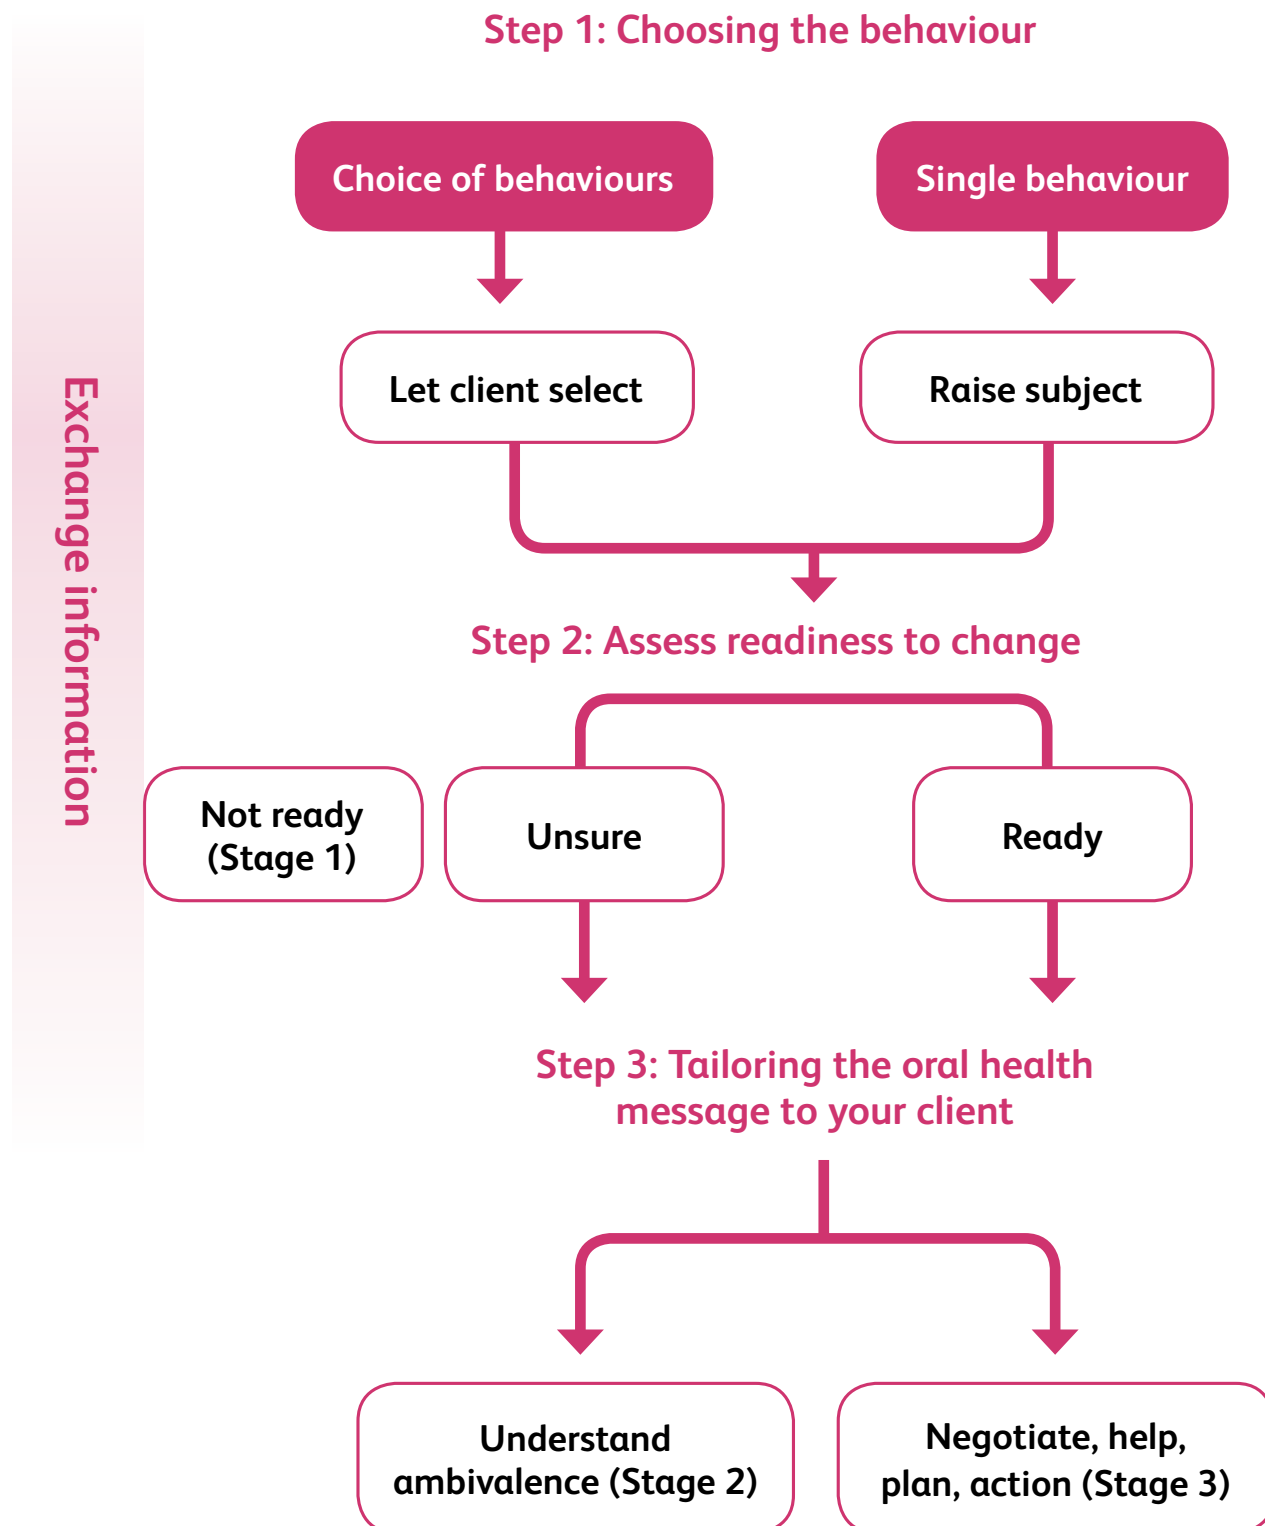 Step 1: Choosing the behaviour
Choice of behaviours
Single behaviour
Let client select
Raise subject
Exchange information
Step 2: Assess readiness to change
Not ready
(Stage 1)
Unsure
Ready
Step 3: Tailoring the oral health
message to your client
Understand
ambivalence (Stage 2)
Negotiate, help,
plan, action (Stage 3)